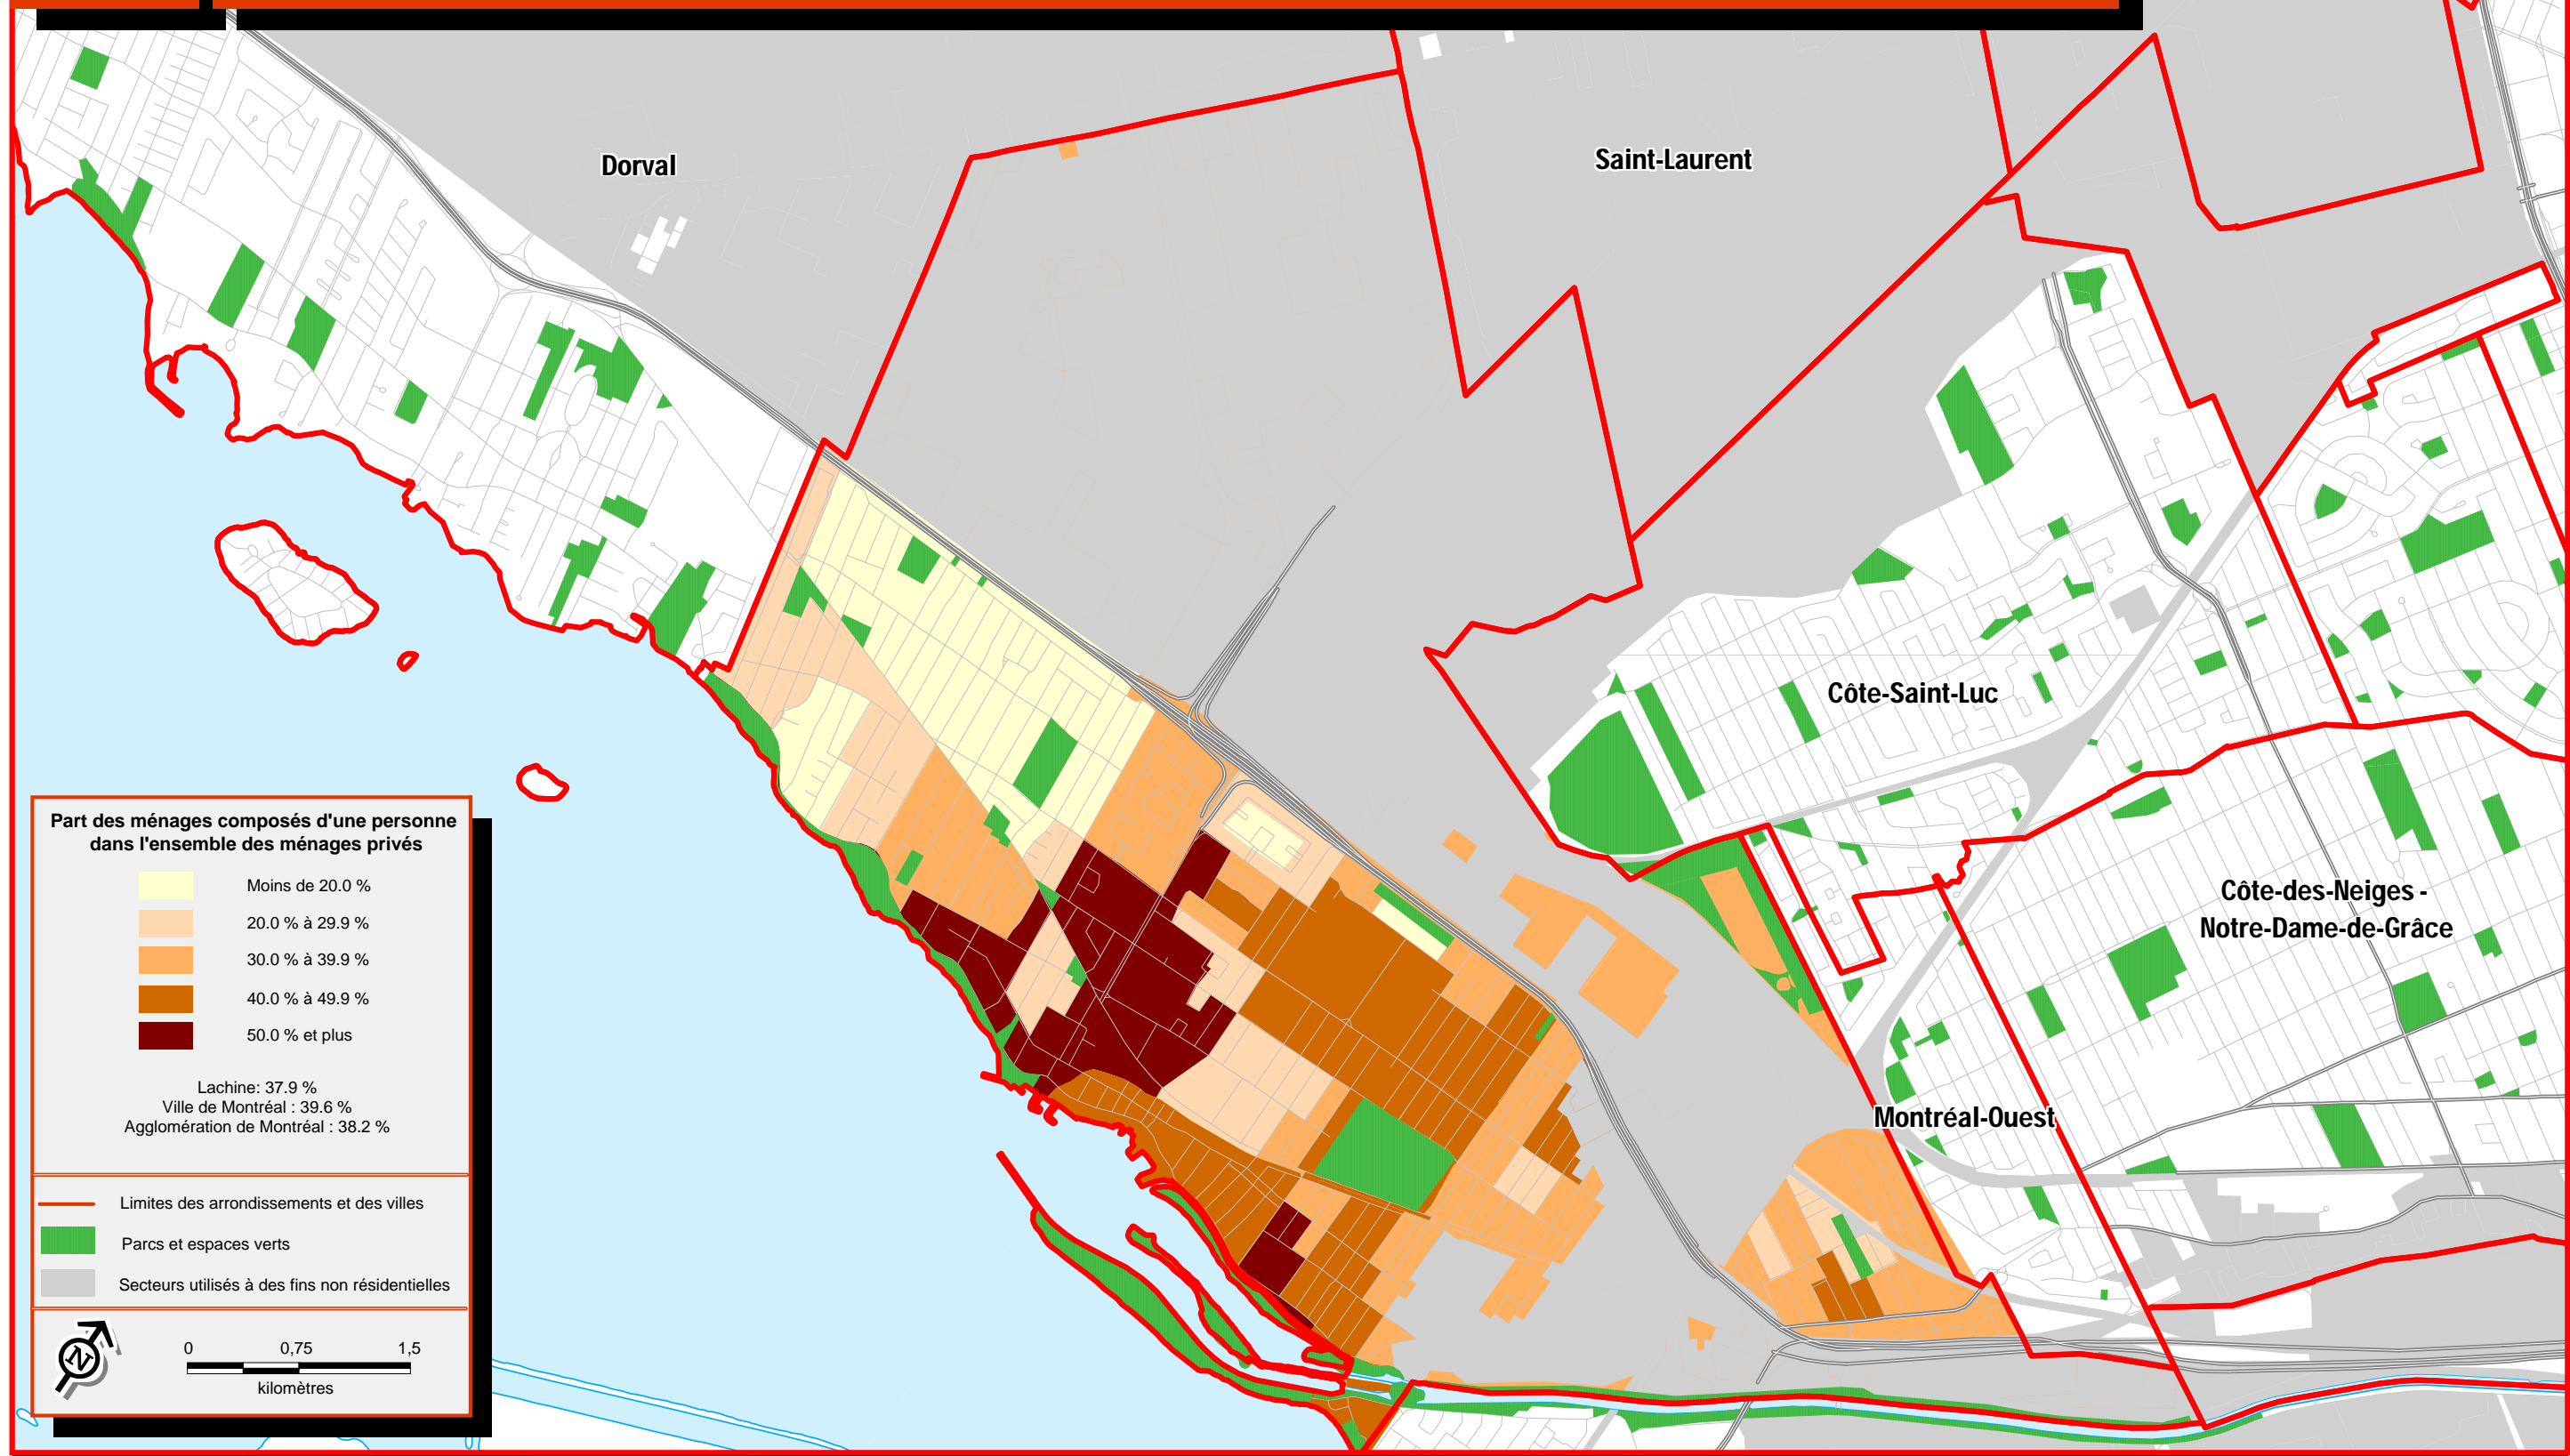 Dorval
Saint-Laurent
Côte-Saint-Luc
Côte-des-Neiges -
Notre-Dame-de-Grâce
Montréal-Ouest
Part des ménages composés d'une personne
dans l'ensemble des ménages privés
Moins de 20.0 %
20.0 % à 29.9 %
30.0 % à 39.9 %
40.0 % à 49.9 %
50.0 % et plus
Lachine: 37.9 %
Ville de Montréal : 39.6 %
Agglomération de Montréal : 38.2 %
Limites des arrondissements et des villes
Parcs et espaces verts
Secteurs utilisés à des fins non résidentielles
N
0 0,75 1,5
kilomètres